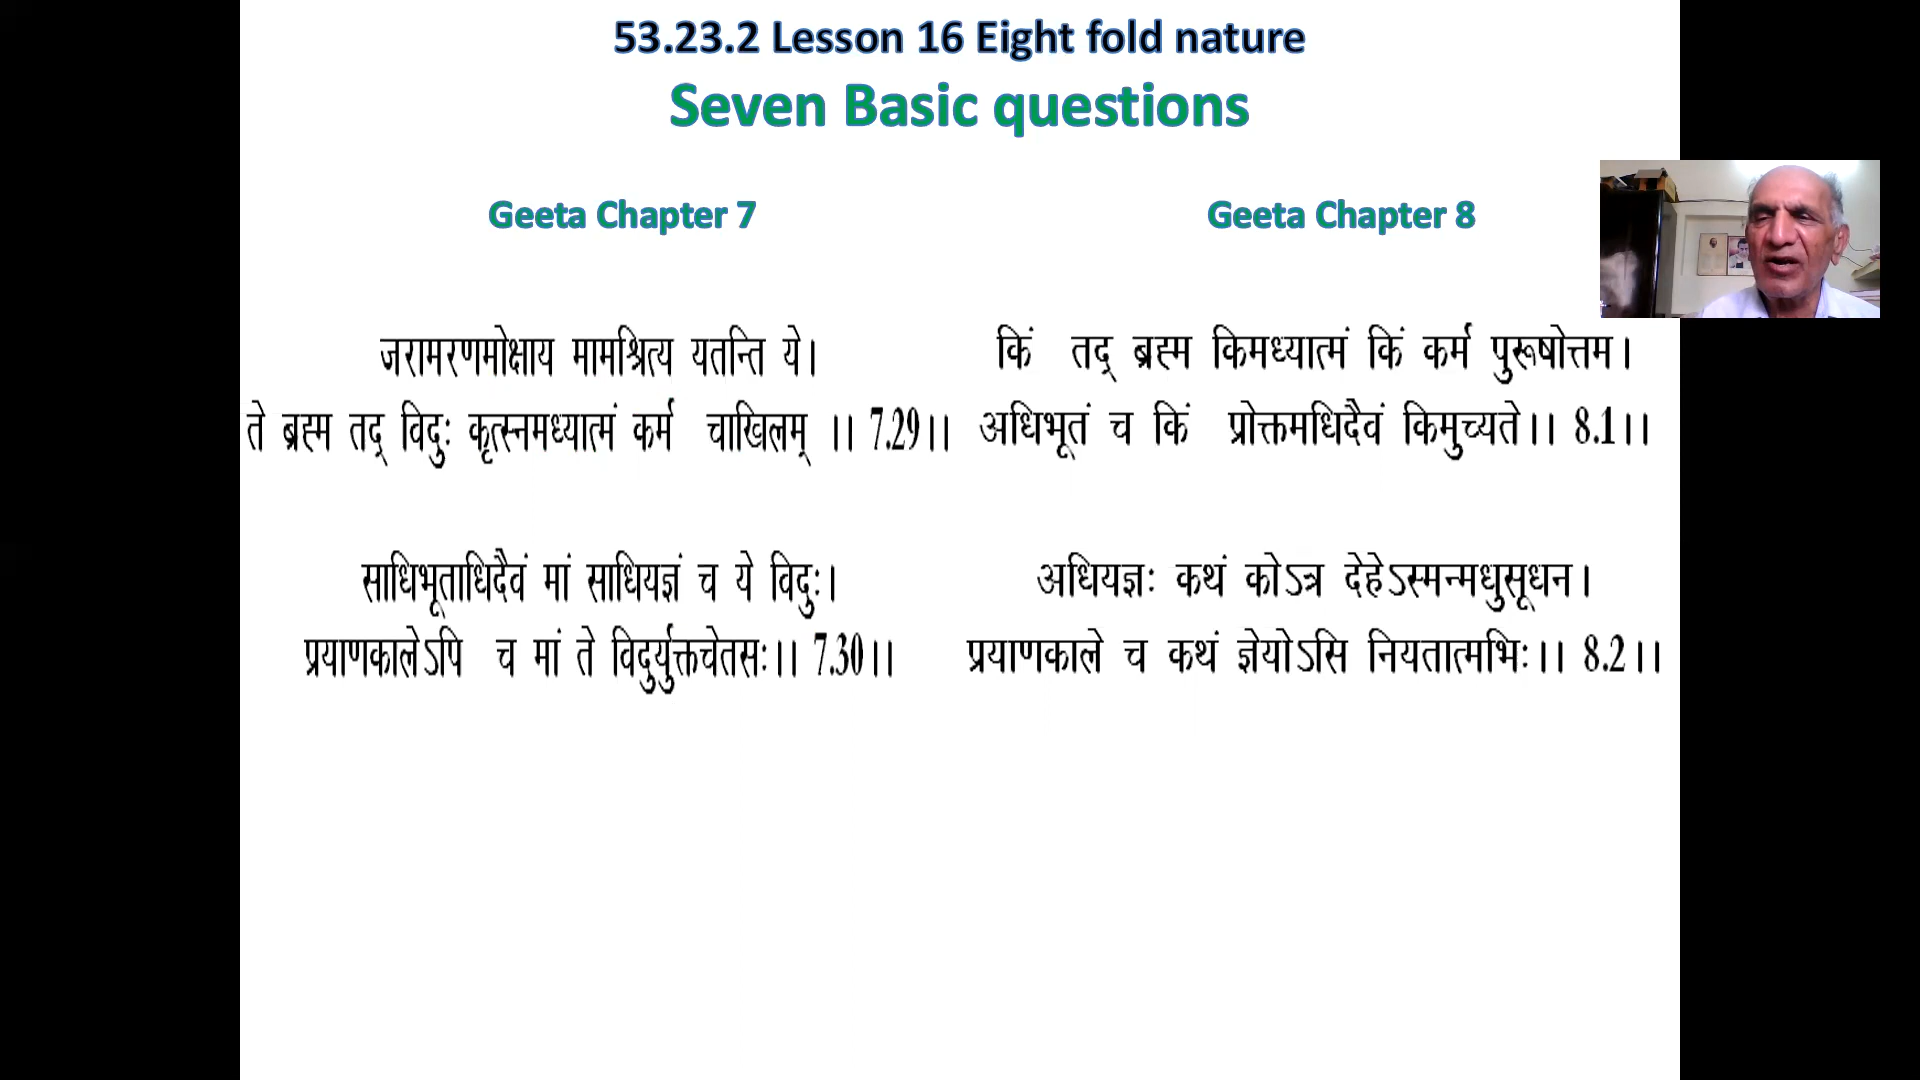 53.23.2 Lesson 16 Eight fold nature
Seven Basic questions
Geeta Chapter 7
जरामरणमोक्षाय मामश्रित्य यतन्ति ये।
ते ब्रह्म तद् विदुः कृत्स्नमध्यात्मं कर्म चाखिलम् ।। 7.29।।
साधिभूताधिदैवं मां साधियज्ञं च ये विदुः।
प्रयाणकालेऽपि च मां ते विदुर्युक्तचेतसः।। 7.30।।
Geeta Chapter 8
किं तद् ब्रह्म किमध्यात्मं किं कर्म पुरूषोत्तम।
अधिभूतं च किं प्रोक्तमधिदैवं किमुच्यते।। 8.1।।
अधियज्ञः कथं कोऽत्र देहेऽस्मन्मधुसूधन।
प्रयाणकाले च कथं ज्ञेयोऽसि नियतात्मभिः।। 8.2।।